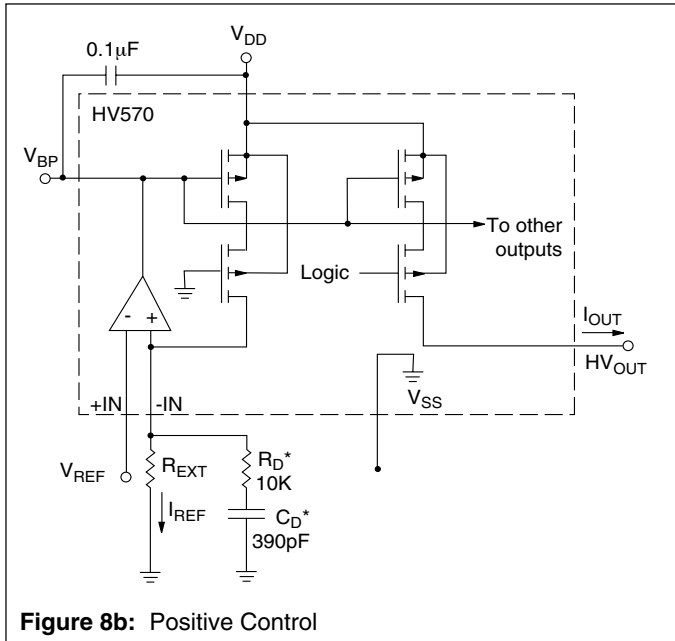 V_DD
0.1µF
HV570
V_BP
To other
outputs
Logic
- +
I_OUT
HV_OUT
V_SS
+IN -IN
V_REF
R_EXT
R_D*
10K
I_REF
C_D*
390pF
Figure 8b: Positive Control